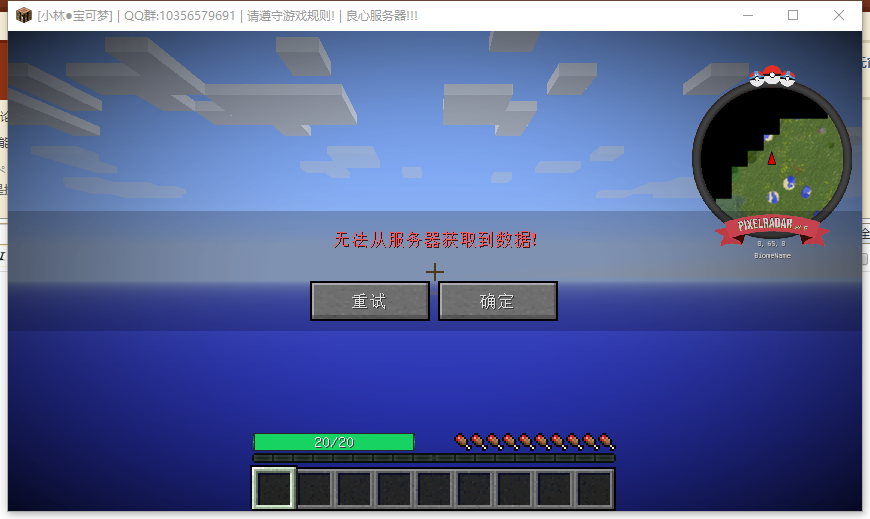 [小林●宝可梦] | QQ群:10356579691 | 请遵守游戏规则! | 良心服务器!!!
PIXELRADAR
8, 65, 8
BiomeName
无法从服务器获取到数据!
重试
确定
20/20